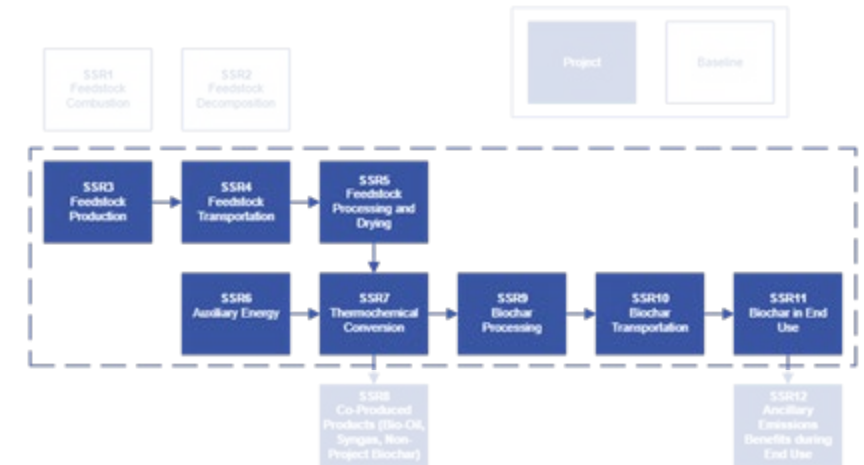 SSR1
Feedstock
Combustion
SSR2
Feedstock
Decomposition
Project
Baseline
SSR3
Feedstock
Production
SSR4
Feedstock
Transportation
SSR5
Feedstock
Processing and
Drying
SSR6
Auxiliary Energy
SSR7
Thermochemical
Conversion
SSR9
Biochar
Processing
SSR10
Biochar
Transportation
SSR11
Biochar in End
Use
SSR8
Co-Produced
Products (Bio-Oil,
Syngas, Non-
Project Biochar)
SSR12
Ancillary
Emissions
Benefits during
End Use